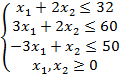 x₁ + 2x₂ ≤ 32
3x₁ + 2x₂ ≤ 60
−3x₁ + x₂ ≤ 50
x₁, x₂ ≥ 0